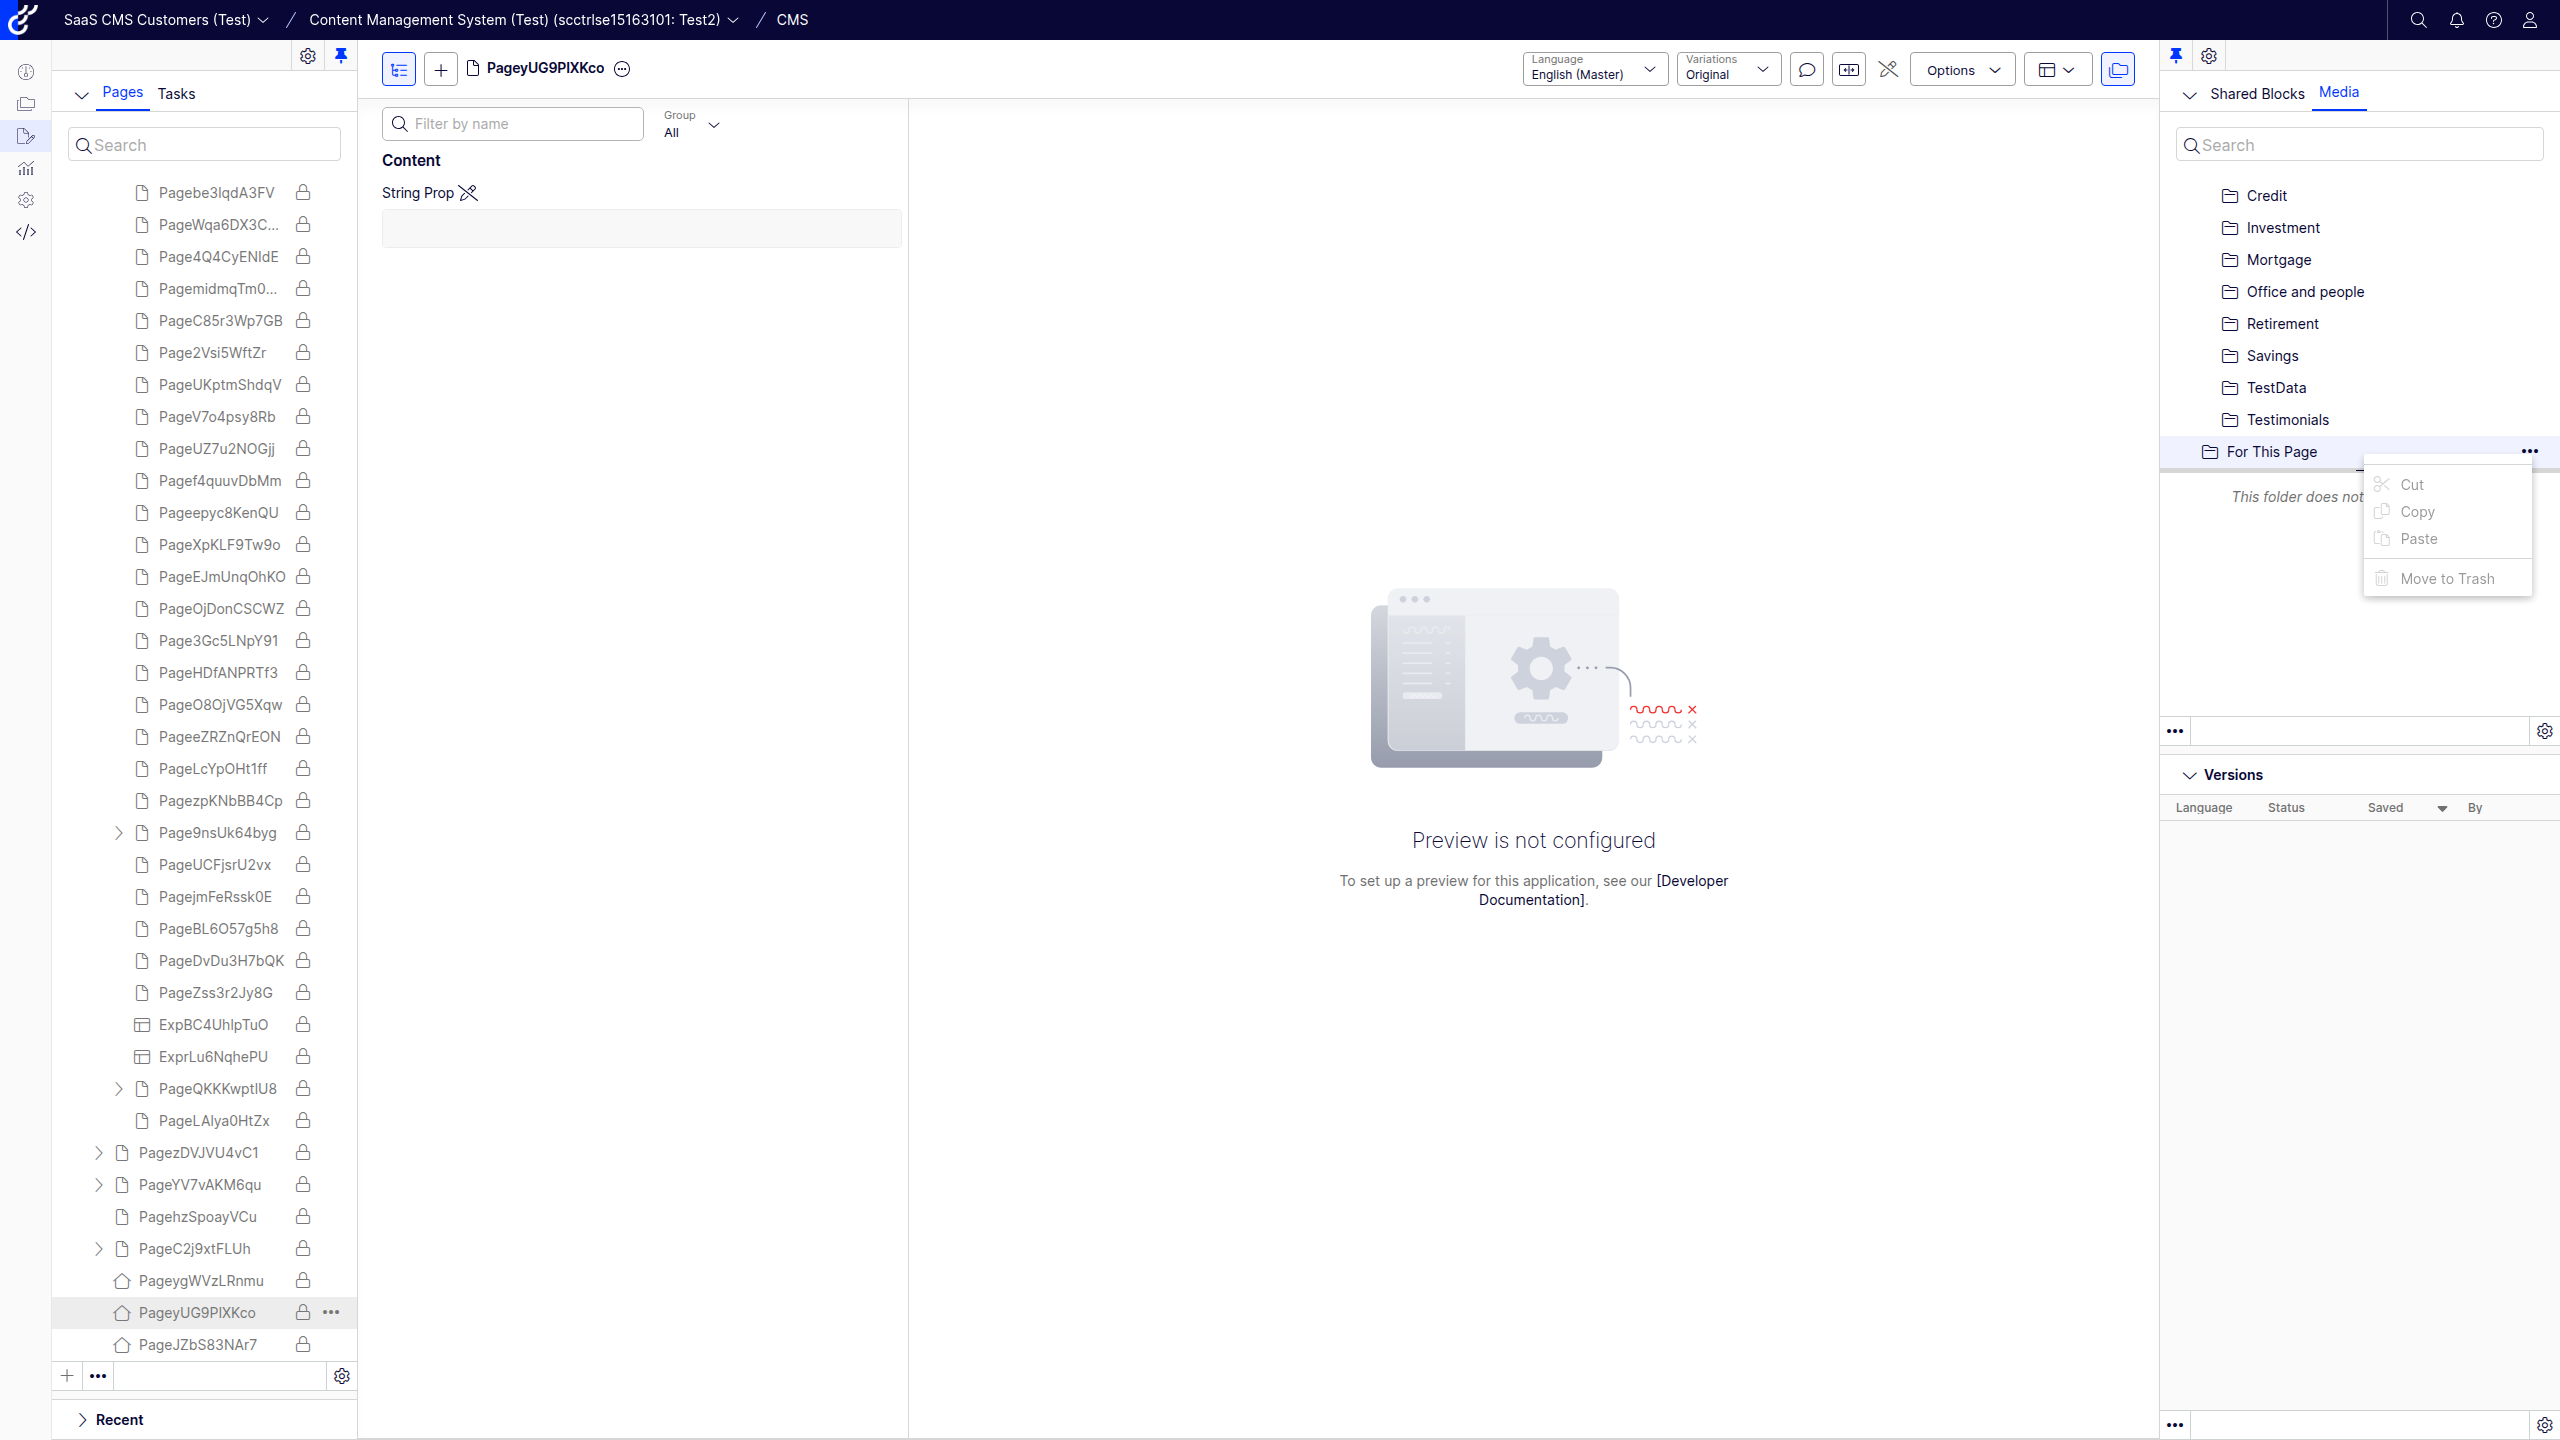 SaaS CMS Customers (Test) / Content Management System (Test) (scctrlse15163101: Test2) / CMS
Pages Tasks
Search
Pagebe3lqdA3FV
PageWqa6DX3C...
Page4Q4CyENldE
PagemidmqTm0...
PageC85r3Wp7GB
Page2Vsi5WftZr
PageUKptmShdqV
PageV7o4psy8Rb
PageUZ7u2NOGjj
Pagef4quuvDbMm
Pageepyc8KenQU
PageXpKLF9Tw9o
PageEJmUnqOhKO
PageOjDonCSCWZ
Page3Gc5LNpY91
PageHDfANPRTf3
PageO8OjVG5Xqw
PageeZRZnQrEON
PageLcYpOHt1ff
PagezpKNbBB4Cp
Page9nsUk64byg
PageUCFjsrU2vx
PagejmFeRssk0E
PageBL6O57g5h8
PageDvDu3H7bQK
PageZss3r2Jy8G
ExpBC4UhlpTuO
ExprLu6NqhePU
PageQKKKwptlU8
PageLAlya0HtZx
PagezDVJVU4vC1
PageYV7vAKM6qu
PagehzSpoayVCu
PageC2j9xtFLUh
PageygWVzLRnmu
PageyUG9PlXKco
PageJZbS83NAr7
Recent
PageyUG9PlXKco
Language
English (Master)
Variations
Original
Options
Filter by name
Group
All
Content
String Prop
Preview is not configured
To set up a preview for this application, see our [Developer
Documentation].
Shared Blocks Media
Search
Credit
Investment
Mortgage
Office and people
Retirement
Savings
TestData
Testimonials
For This Page
This folder does not
Cut
Copy
Paste
Move to Trash
Versions
Language Status Saved By